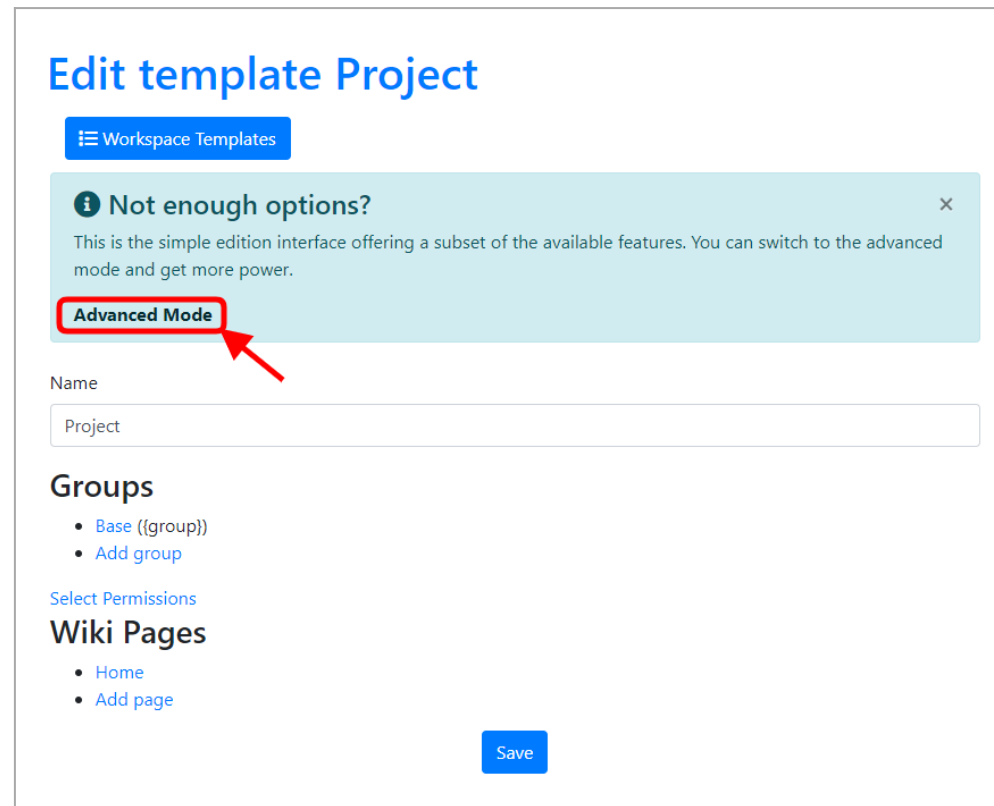 Edit template Project
Workspace Templates
Not enough options?
This is the simple edition interface offering a subset of the available features. You can switch to the advanced
mode and get more power.
Advanced Mode
Name
Project
Groups
Base ({group})
Add group
Select Permissions
Wiki Pages
Home
Add page
Save